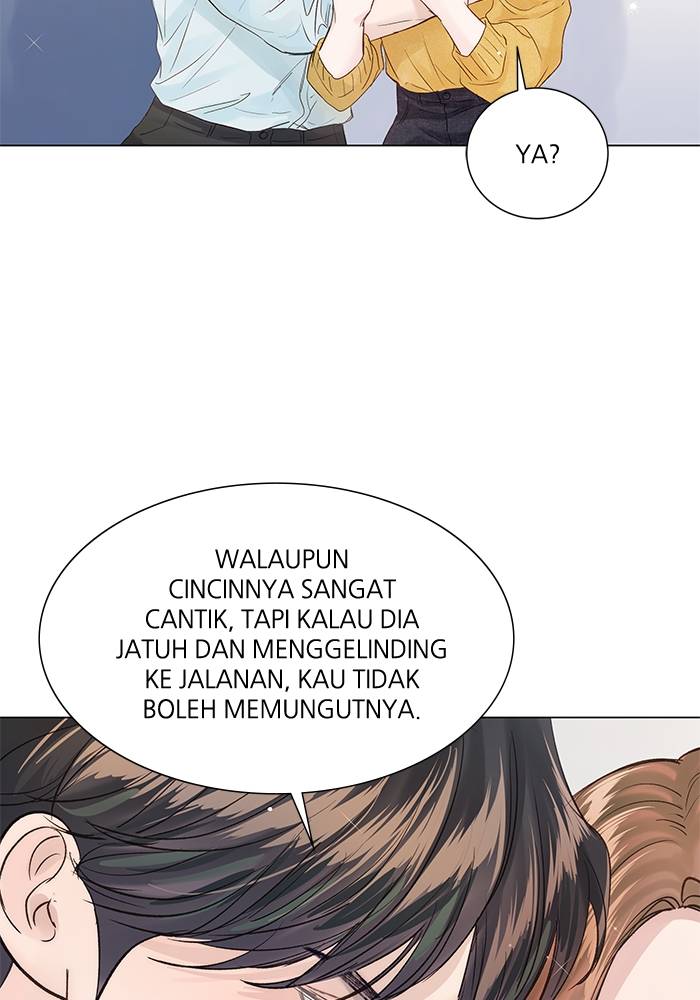 YA?
WALAUPUN
CINCINNYA SANGAT
CANTIK, TAPI KALAU DIA
JATUH DAN MENGGELINDING
KE JALANAN, KAU TIDAK
BOLEH MEMUNGUTNYA.